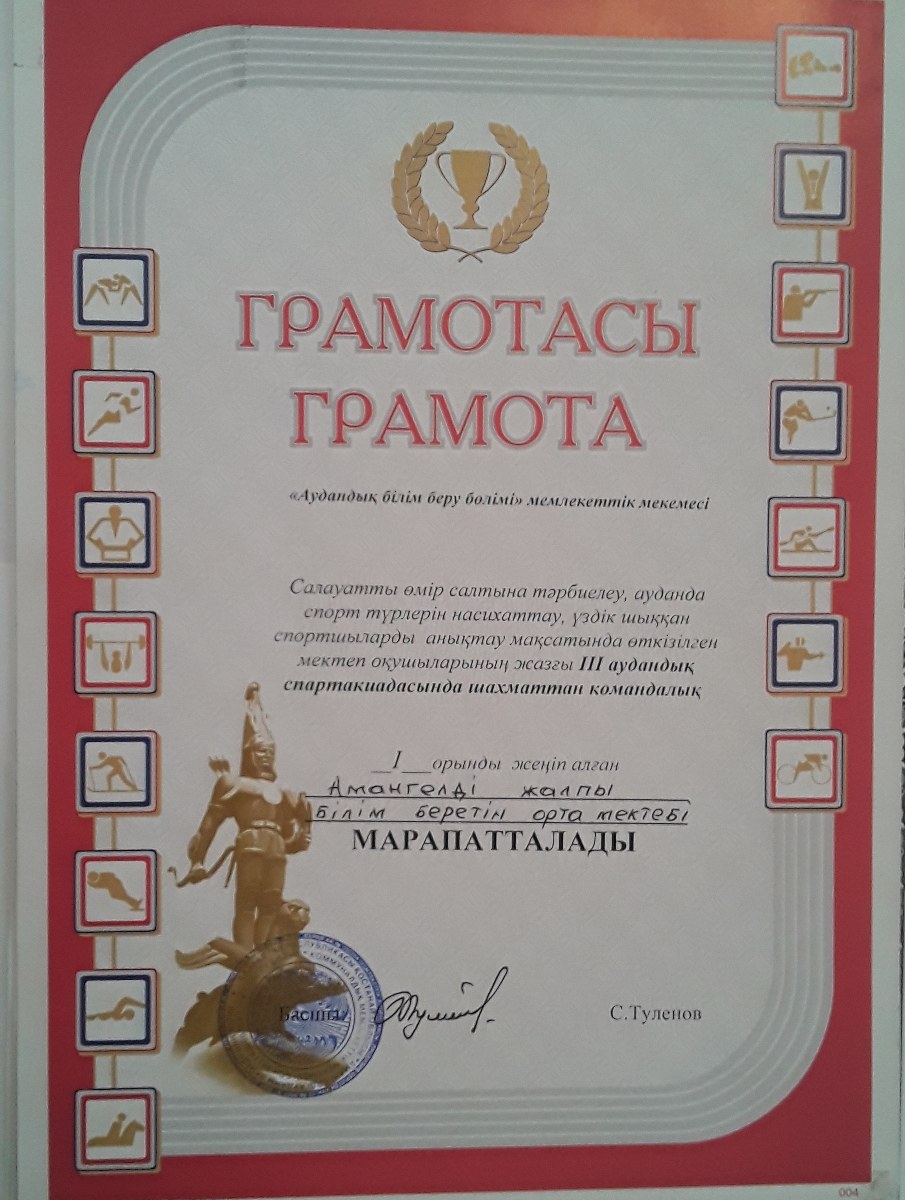 ГРАМОТАСЫ
ГРАМОТА
«Аудандық білім беру бөлімі» мемлекеттік мекемесі
Салауатты өмір салтына тәрбиелеу, ауданда
спорт түрлерін насихаттау, үздік шыққан
спортшыларды анықтау мақсатында өткізілген
мектеп оқушыларының жазғы III аудандық
спартакиадасында шахматтан командалық
__I___орынды жеңіп алған
Амангелді жалпы
білім беретін орта мектебі
МАРАПАТТАЛАДЫ
Басшы
С.Туленов
004